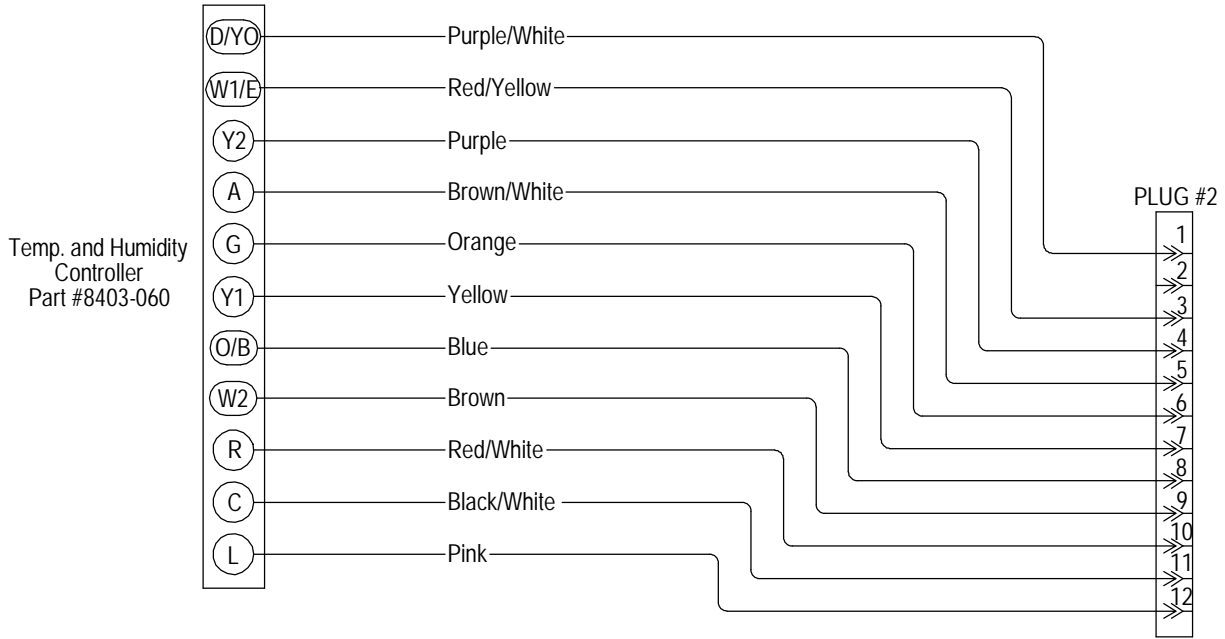 D/YO Purple/White
W1/E Red/Yellow
Y2 Purple
A Brown/White
G Orange
Y1 Yellow
O/B Blue
W2 Brown
R Red/White
C Black/White
L Pink
Temp. and Humidity
Controller
Part #8403-060
PLUG #2
1
2
3
4
5
6
7
8
9
10
11
12